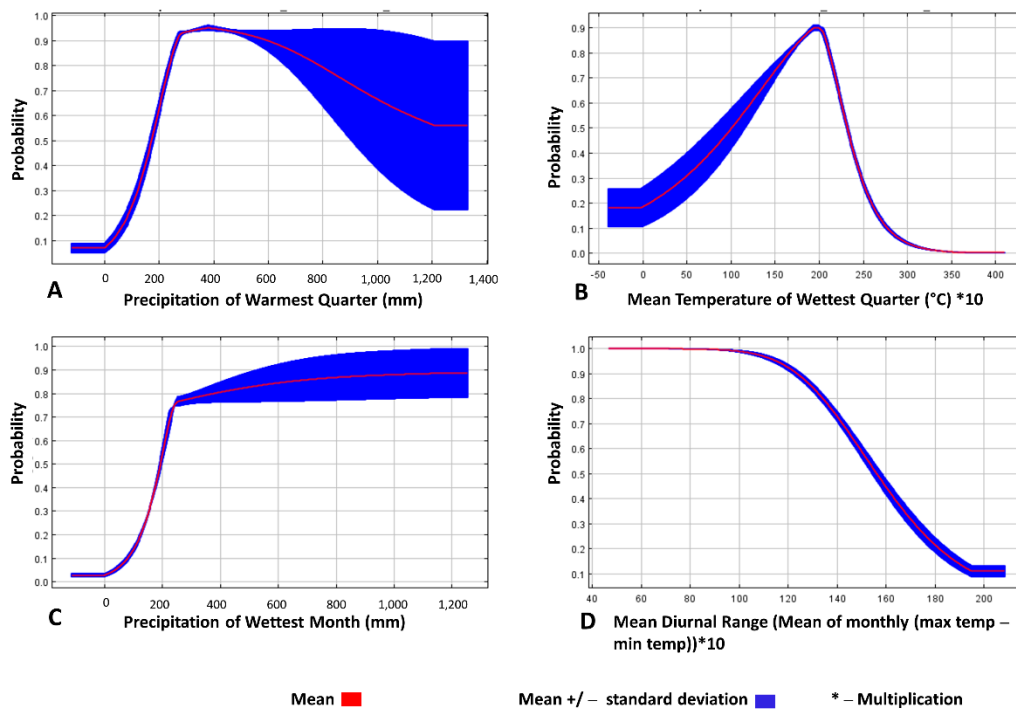 Probability
1.0
0.9
0.8
0.7
0.6
0.5
0.4
0.3
0.2
0.1
0 200 400 600 800 1,000 1,200 1,400
A
Precipitation of Warmest Quarter (mm)
Probability
1.0
0.9
0.8
0.7
0.6
0.5
0.4
0.3
0.2
0.1
0.0
-50 0 50 100 150 200 250 300 350 400
B
Mean Temperature of Wettest Quarter (°C) *10
Probability
1.0
0.9
0.8
0.7
0.6
0.5
0.4
0.3
0.2
0.1
0.0
0 200 400 600 800 1,000 1,200
C
Precipitation of Wettest Month (mm)
Probability
1.0
0.9
0.8
0.7
0.6
0.5
0.4
0.3
0.2
0.1
40 60 80 100 120 140 160 180 200
D
Mean Diurnal Range (Mean of monthly (max temp –
min temp))*10
Mean
Mean +/ – standard deviation
* – Multiplication